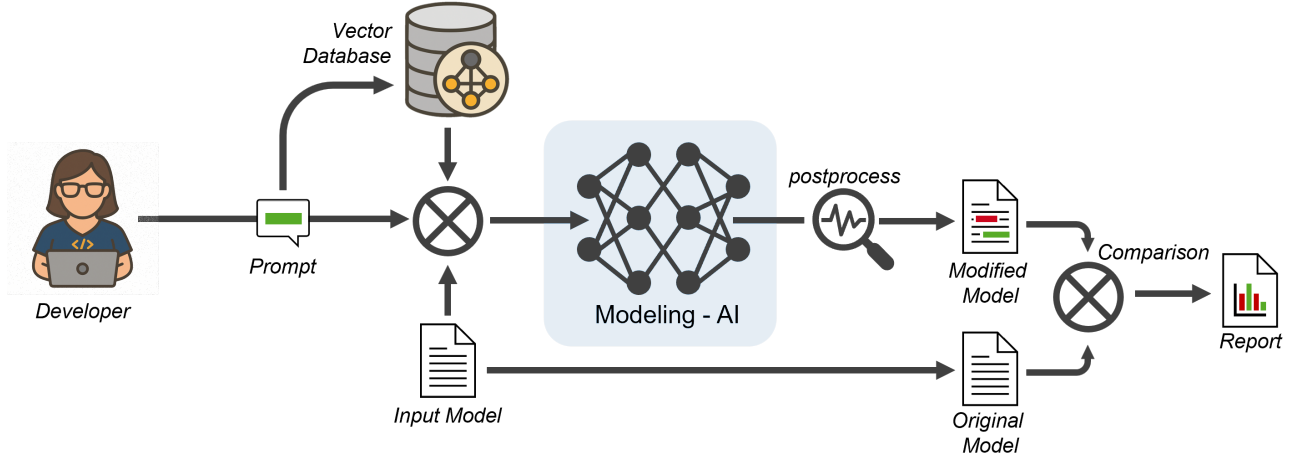 Vector
Database
Prompt
Developer
</>
Input Model
Modeling - AI
postprocess
Modified
Model
Original
Model
Comparison
Report